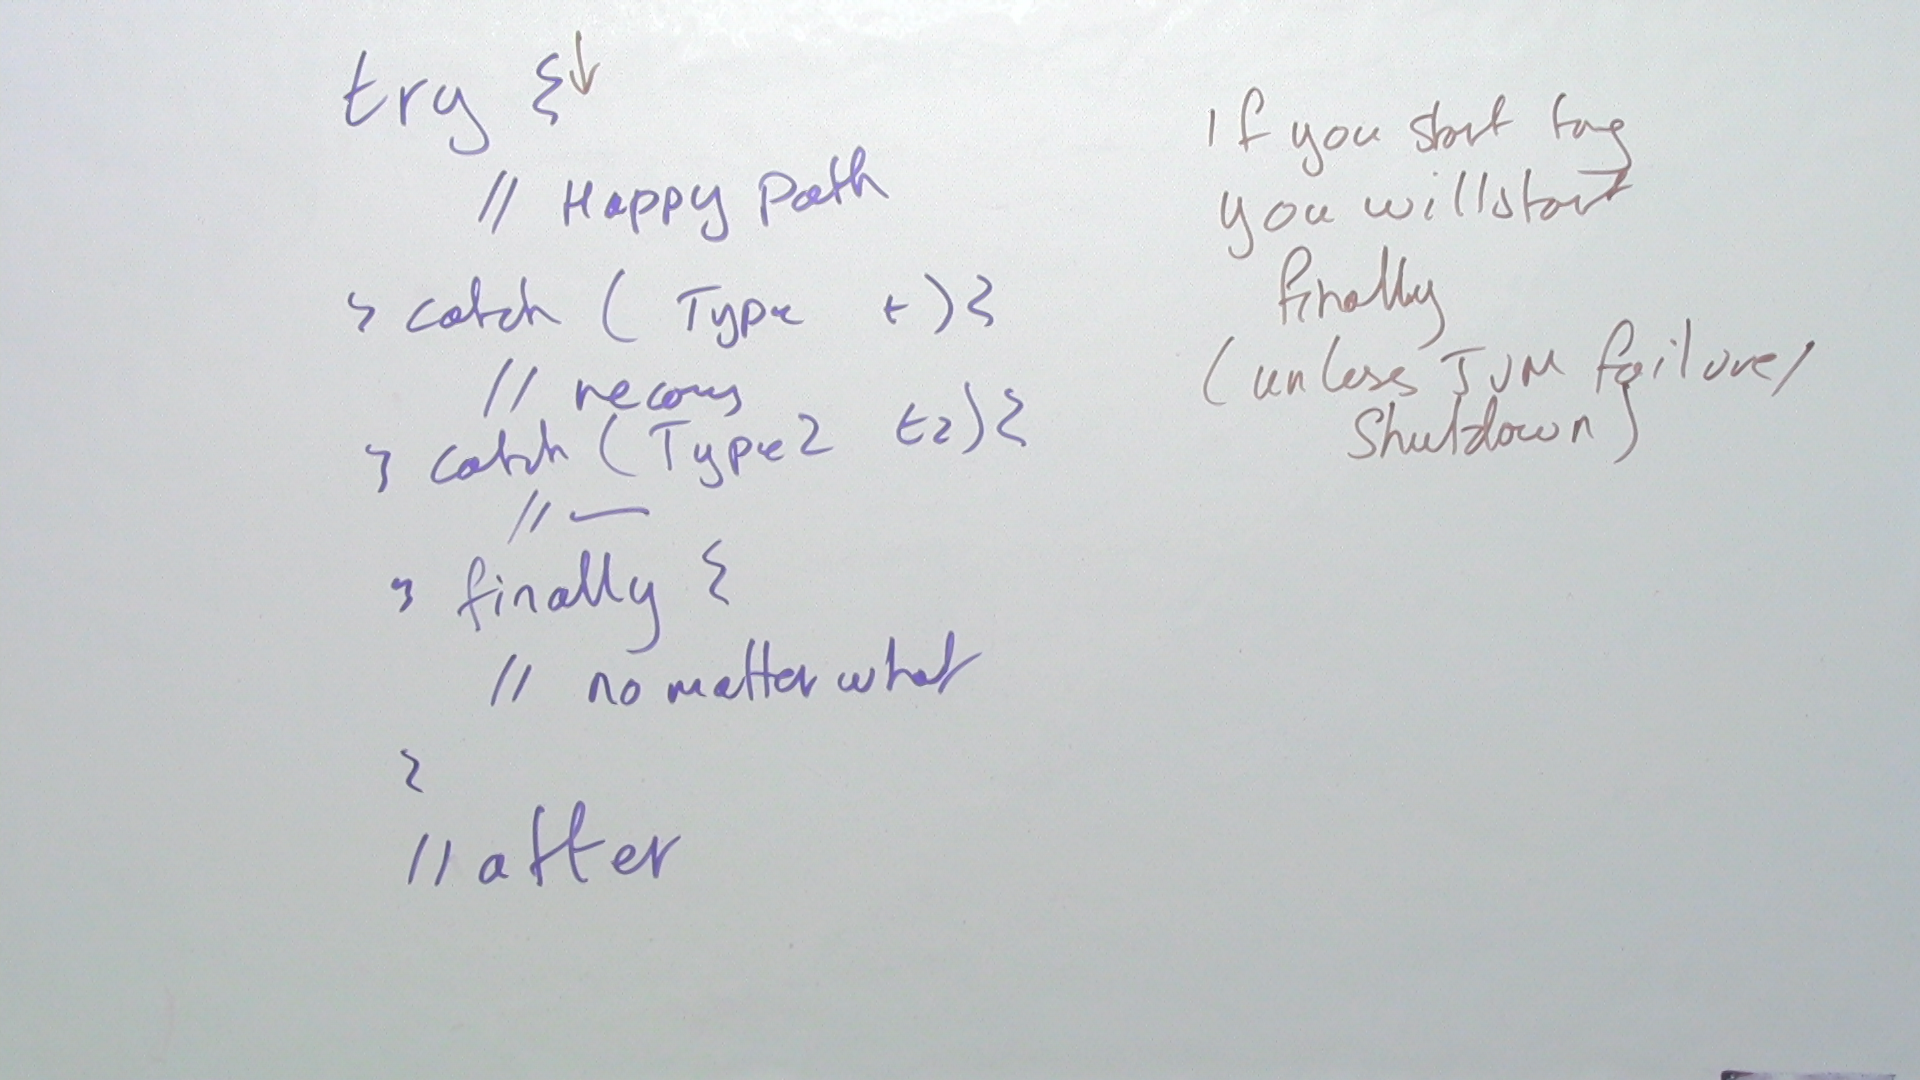 try {↓
// Happy Path
} catch ( Type t) {
// recovery
} catch (Type2 t2) {
// —
} finally {
// no matter what
}
// after
If you start try
you will start
finally
(unless JVM failure/
shutdown)